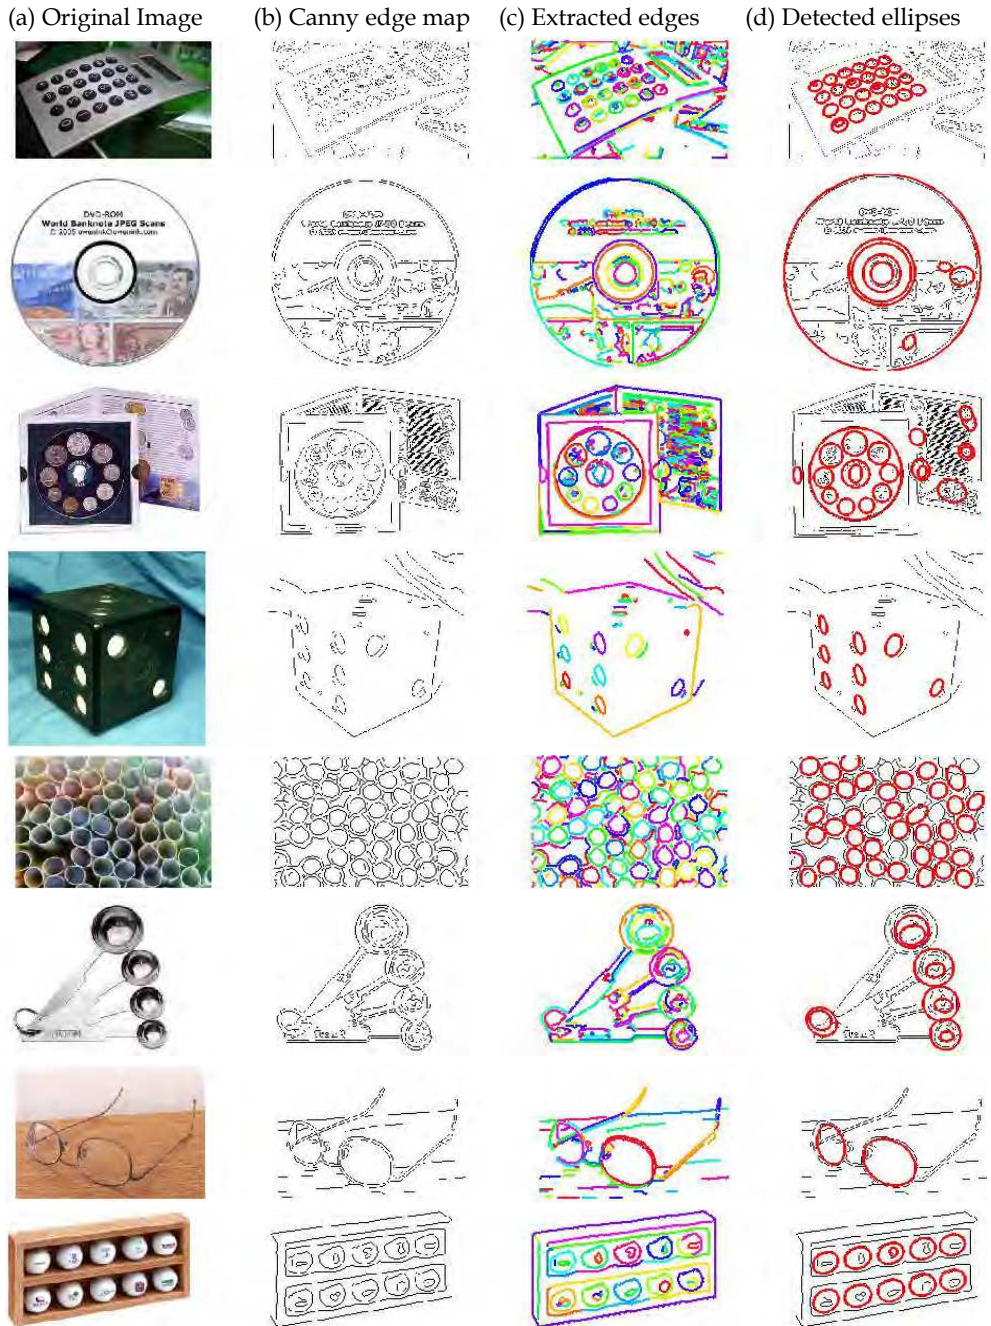 (a) Original Image (b) Canny edge map (c) Extracted edges (d) Detected ellipses
DVD-ROM
World Banknote JPEG Scans